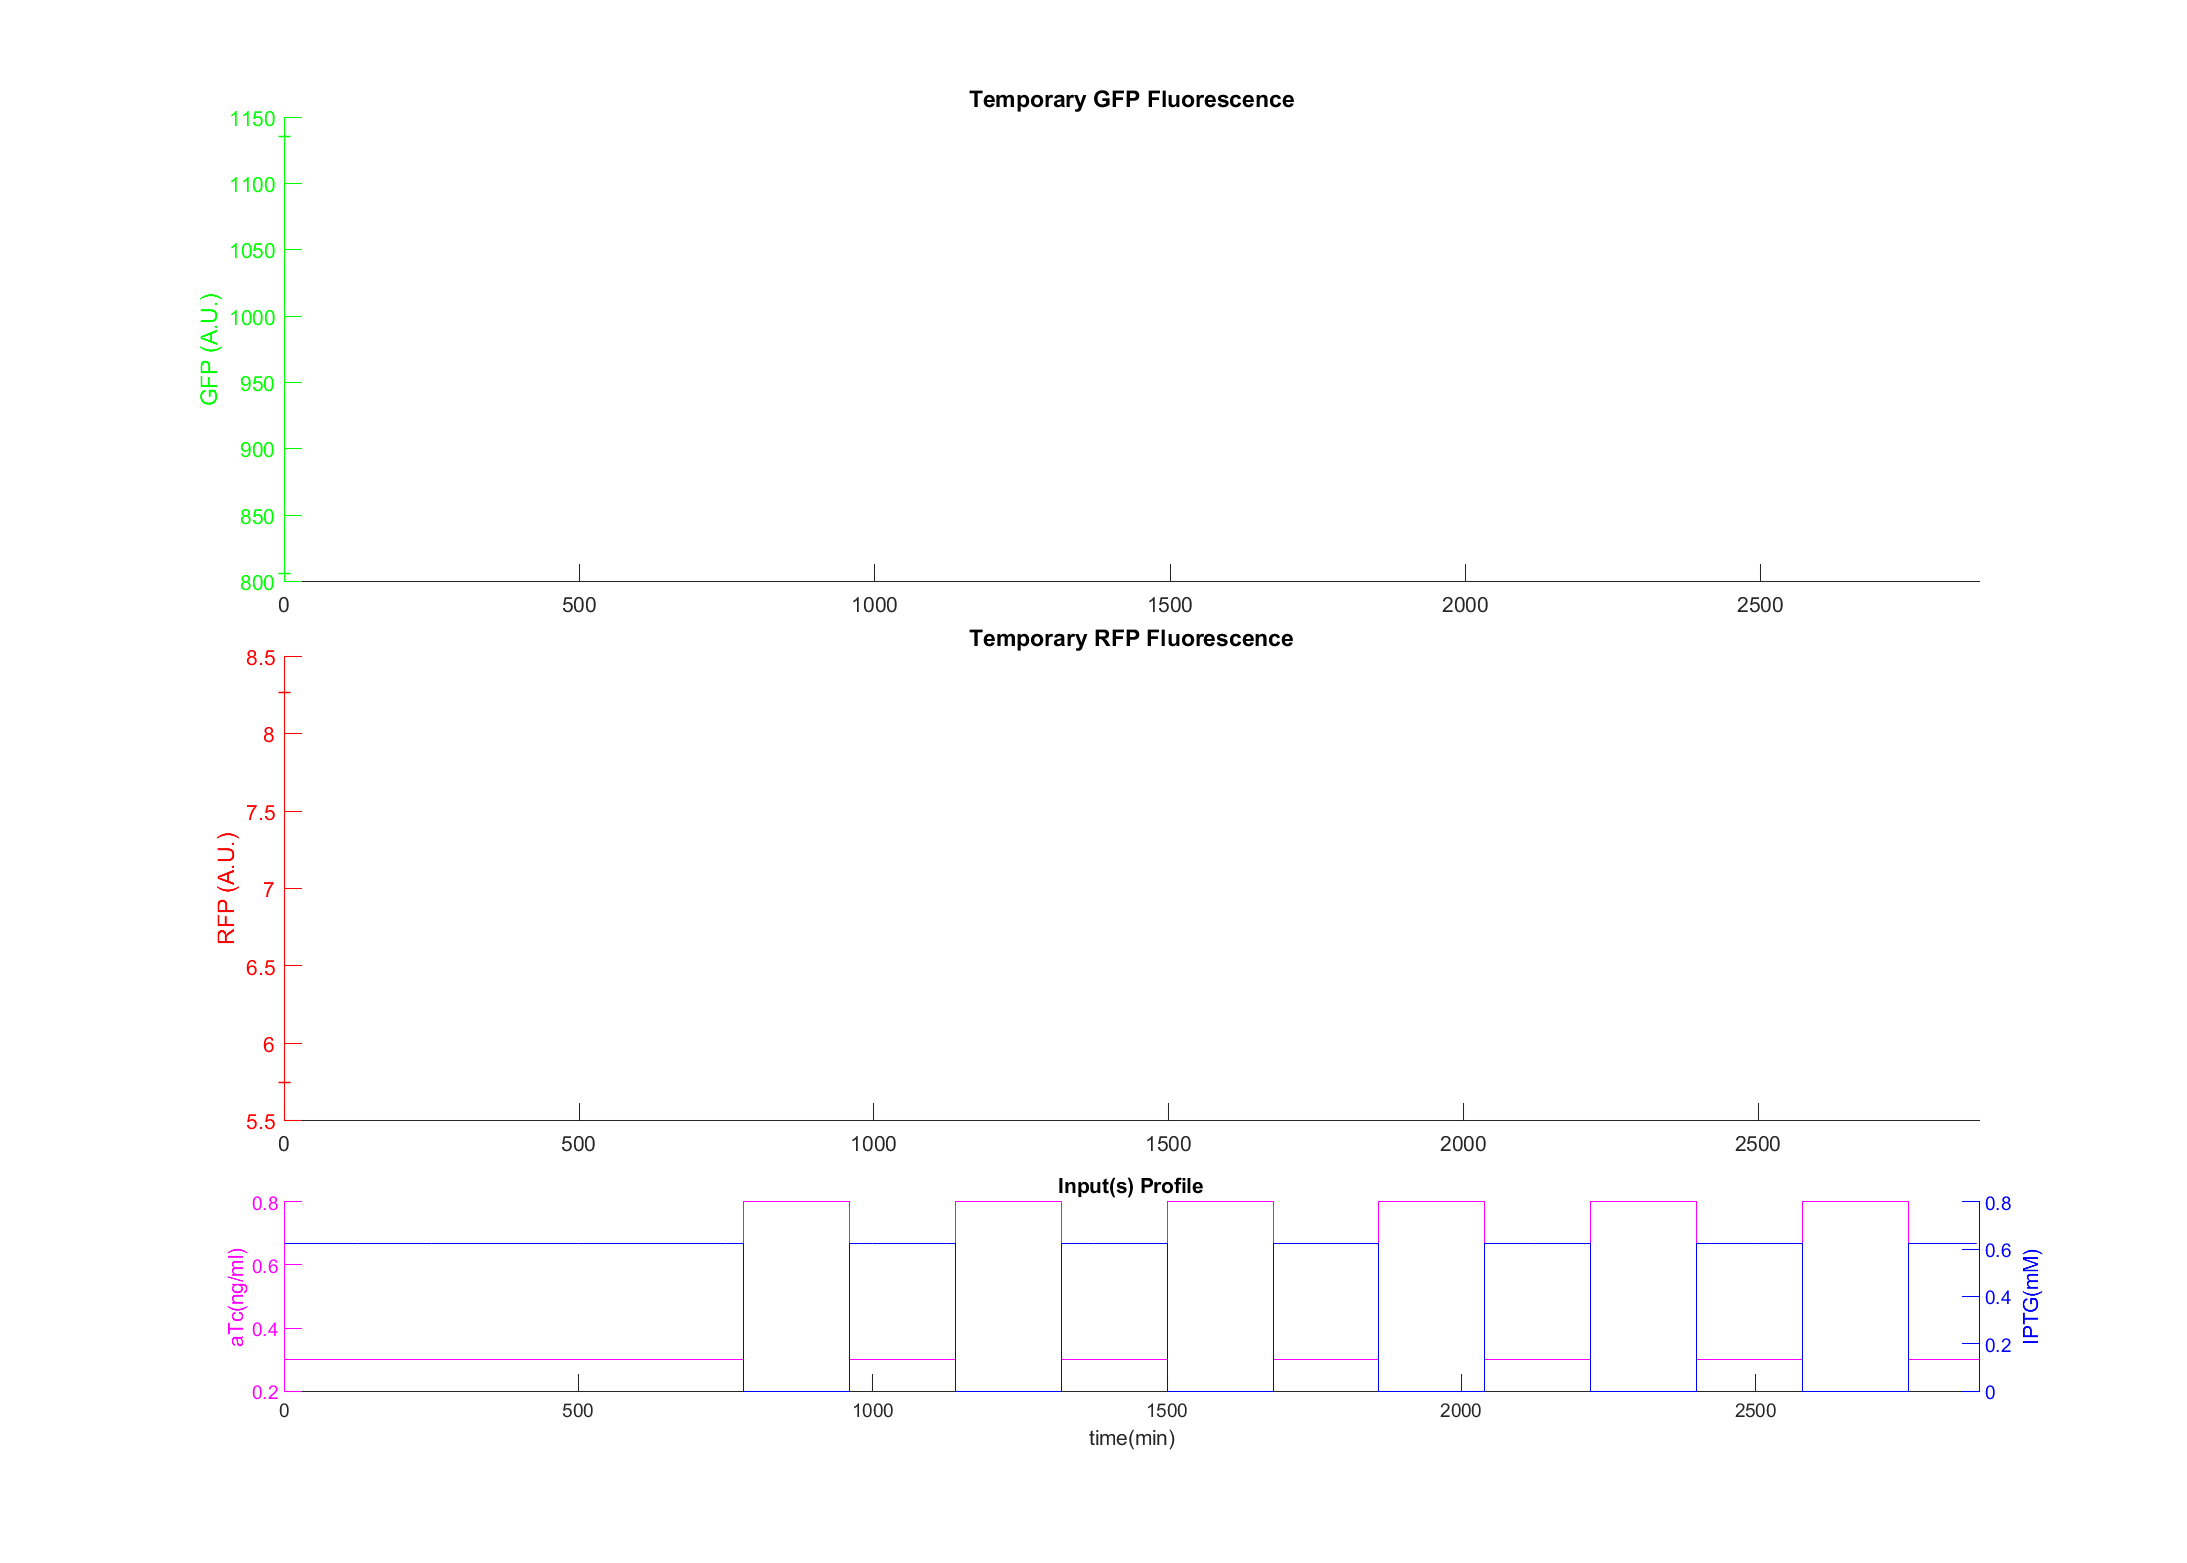 Temporary GFP Fluorescence
1150
1100
1050
1000
950
900
850
800
GFP (A.U.)
0 500 1000 1500 2000 2500
Temporary RFP Fluorescence
8.5
8
7.5
7
6.5
6
5.5
RFP (A.U.)
0 500 1000 1500 2000 2500
Input(s) Profile
0.8
0.6
0.4
0.2
aTc(ng/ml)
0.8
0.6
0.4
0.2
0
IPTG(mM)
0 500 1000 1500 2000 2500
time(min)